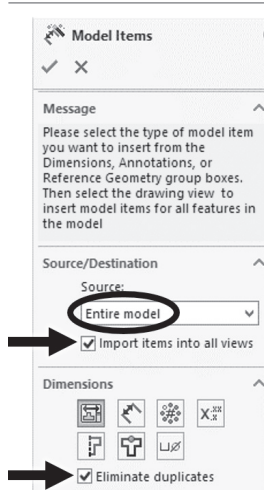 Model Items
Message
Please select the type of model item
you want to insert from the
Dimensions, Annotations, or
Reference Geometry group boxes.
Then select the drawing view to
insert model items for all features in
the model
Source/Destination
Source:
Entire model
Import items into all views
Dimensions
X.XX
Eliminate duplicates